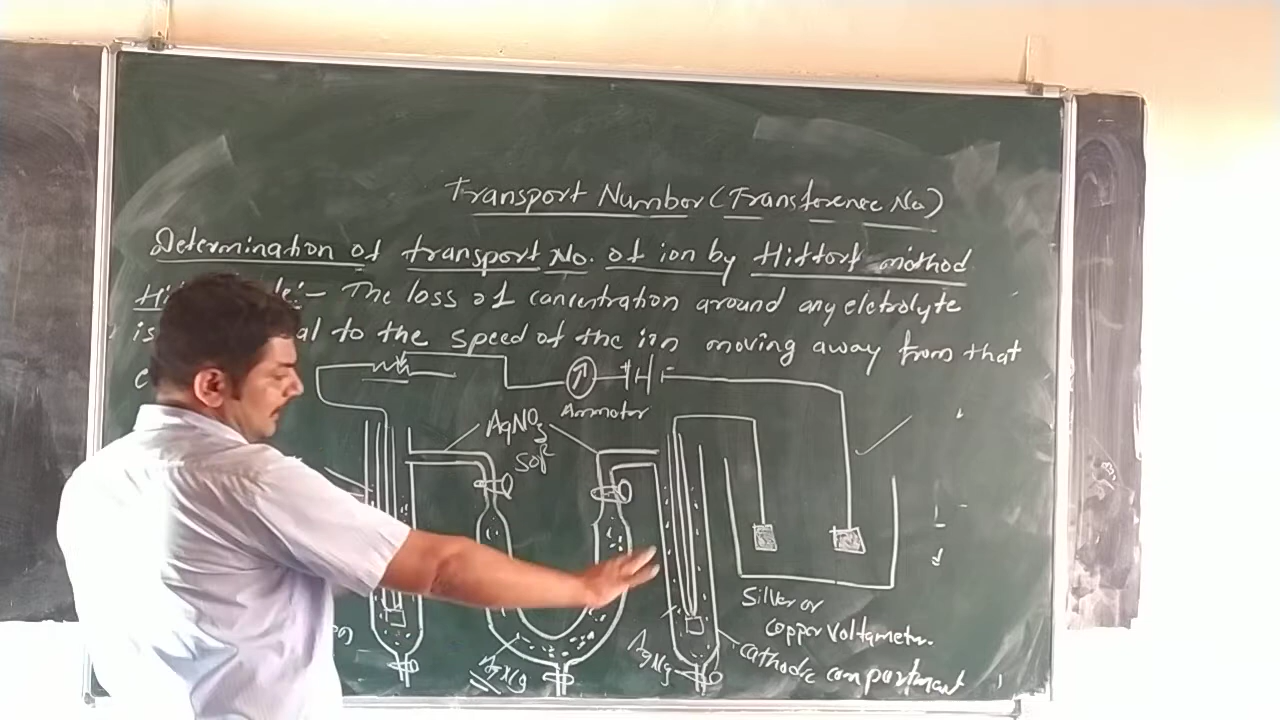 Transport Number (Transference No)
Determination of transport No. of ion by Hittorf method
:- The loss of concentration around any eletrolyte
is al to the speed of the ion moving away from that
Ammeter
AgNO3
soln
Silver or
Copper Voltameter.
Cathodic compartment